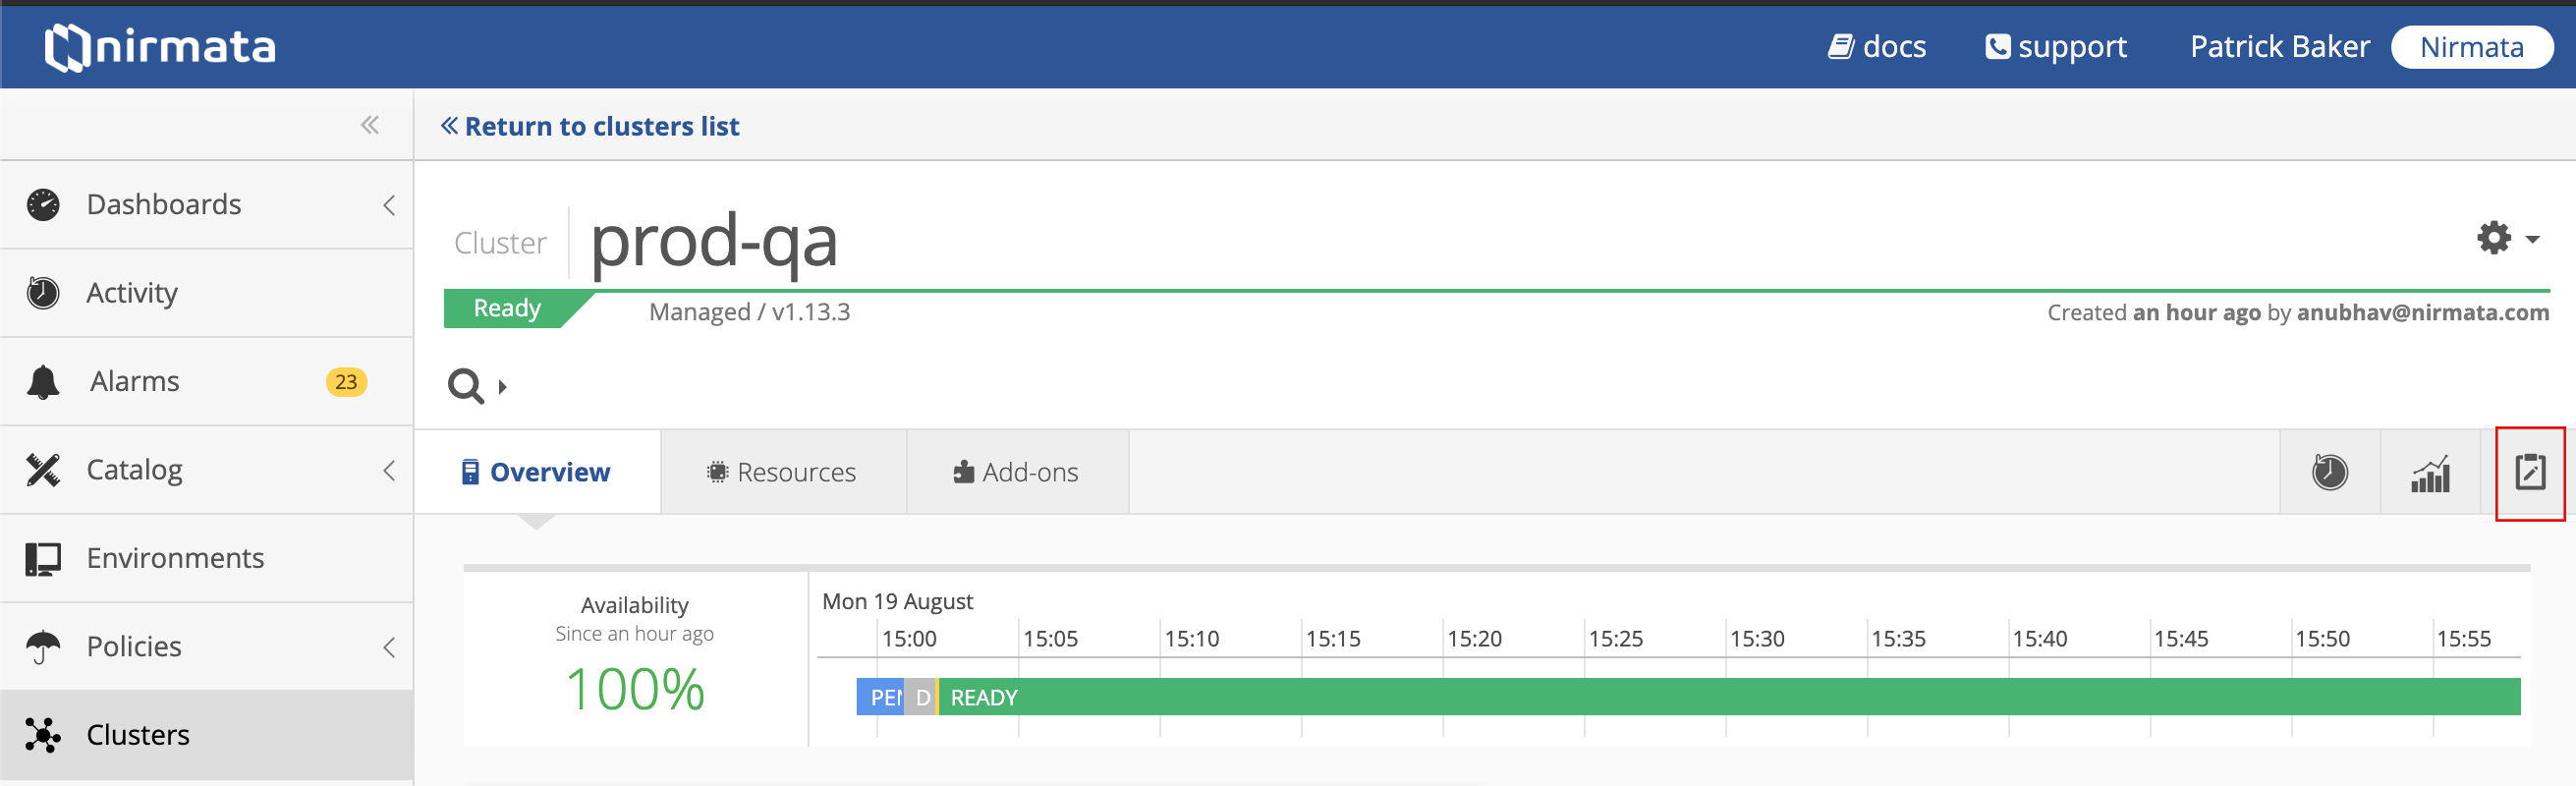 nirmata
docs
support
Patrick Baker
Nirmata
Return to clusters list
Dashboards
Activity
Alarms 23
Catalog
Environments
Policies
Clusters
Cluster prod-qa
Ready
Managed / v1.13.3
Created an hour ago by anubhav@nirmata.com
Overview
Resources
Add-ons
Availability
Since an hour ago
100%
Mon 19 August
15:00 15:05 15:10 15:15 15:20 15:25 15:30 15:35 15:40 15:45 15:50 15:55
PEN D READY